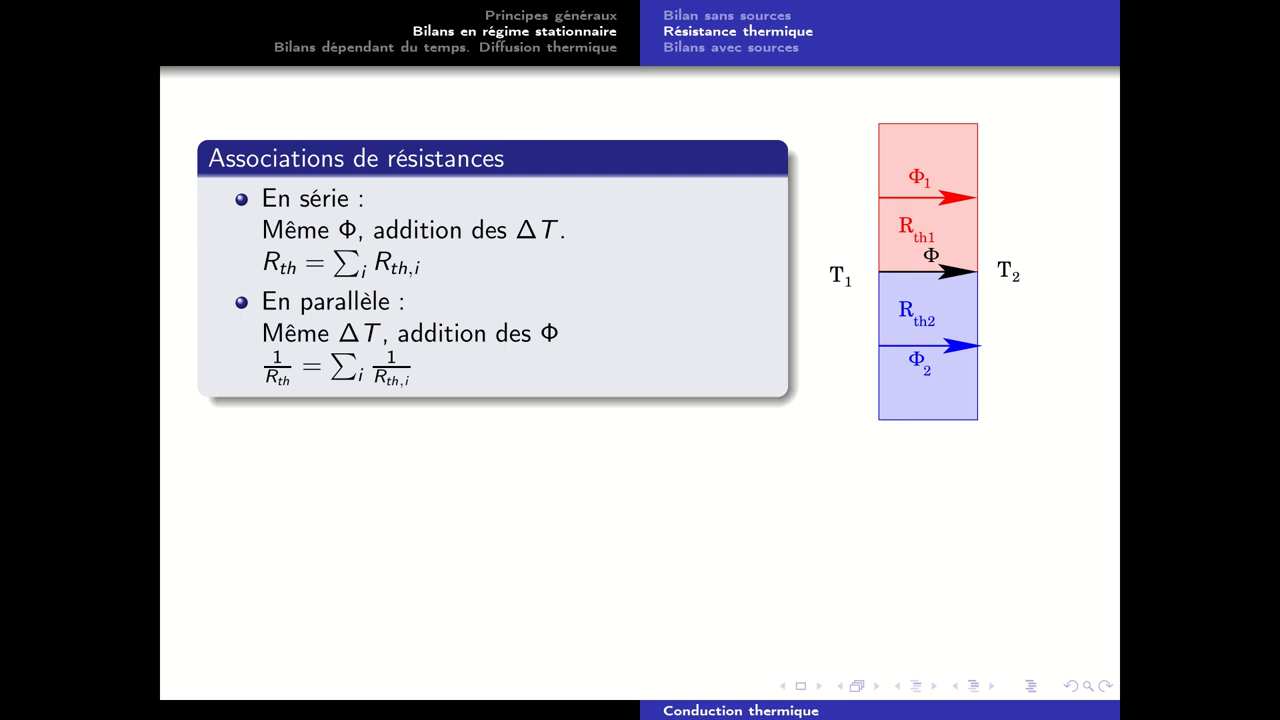 Principes généraux
Bilans en régime stationnaire
Bilans dépendant du temps. Diffusion thermique
Bilan sans sources
Résistance thermique
Bilans avec sources
Associations de résistances
En série :
Même Φ, addition des ΔT.
R_th = ∑_i R_th,i
En parallèle :
Même ΔT, addition des Φ
1/R_th = ∑_i 1/R_th,i
Φ_1
R_th1
Φ
T_1
T_2
R_th2
Φ_2
Conduction thermique